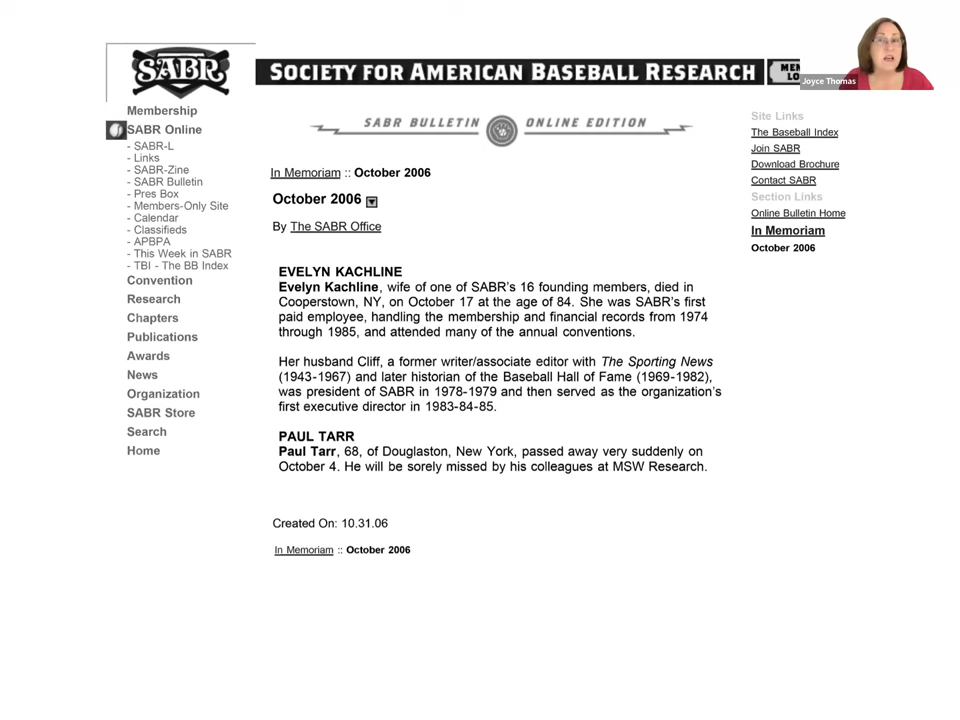 SABR
SOCIETY FOR AMERICAN BASEBALL RESEARCH
Joyce Thomas
Membership
SABR Online
- SABR-L
- Links
- SABR-Zine
- SABR Bulletin
- Pres Box
- Members-Only Site
- Calendar
- Classifieds
- APBPA
- This Week in SABR
- TBI - The BB Index
Convention
Research
Chapters
Publications
Awards
News
Organization
SABR Store
Search
Home
SABR BULLETIN ONLINE EDITION
In Memoriam :: October 2006
October 2006
By The SABR Office
EVELYN KACHLINE
Evelyn Kachline, wife of one of SABR's 16 founding members, died in
Cooperstown, NY, on October 17 at the age of 84. She was SABR's first
paid employee, handling the membership and financial records from 1974
through 1985, and attended many of the annual conventions.
Her husband Cliff, a former writer/associate editor with The Sporting News
(1943-1967) and later historian of the Baseball Hall of Fame (1969-1982),
was president of SABR in 1978-1979 and then served as the organization's
first executive director in 1983-84-85.
PAUL TARR
Paul Tarr, 68, of Douglaston, New York, passed away very suddenly on
October 4. He will be sorely missed by his colleagues at MSW Research.
Created On: 10.31.06
In Memoriam :: October 2006
Site Links
The Baseball Index
Join SABR
Download Brochure
Contact SABR
Section Links
Online Bulletin Home
In Memoriam
October 2006